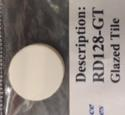 Description:
RD128-GT
Glazed Tile